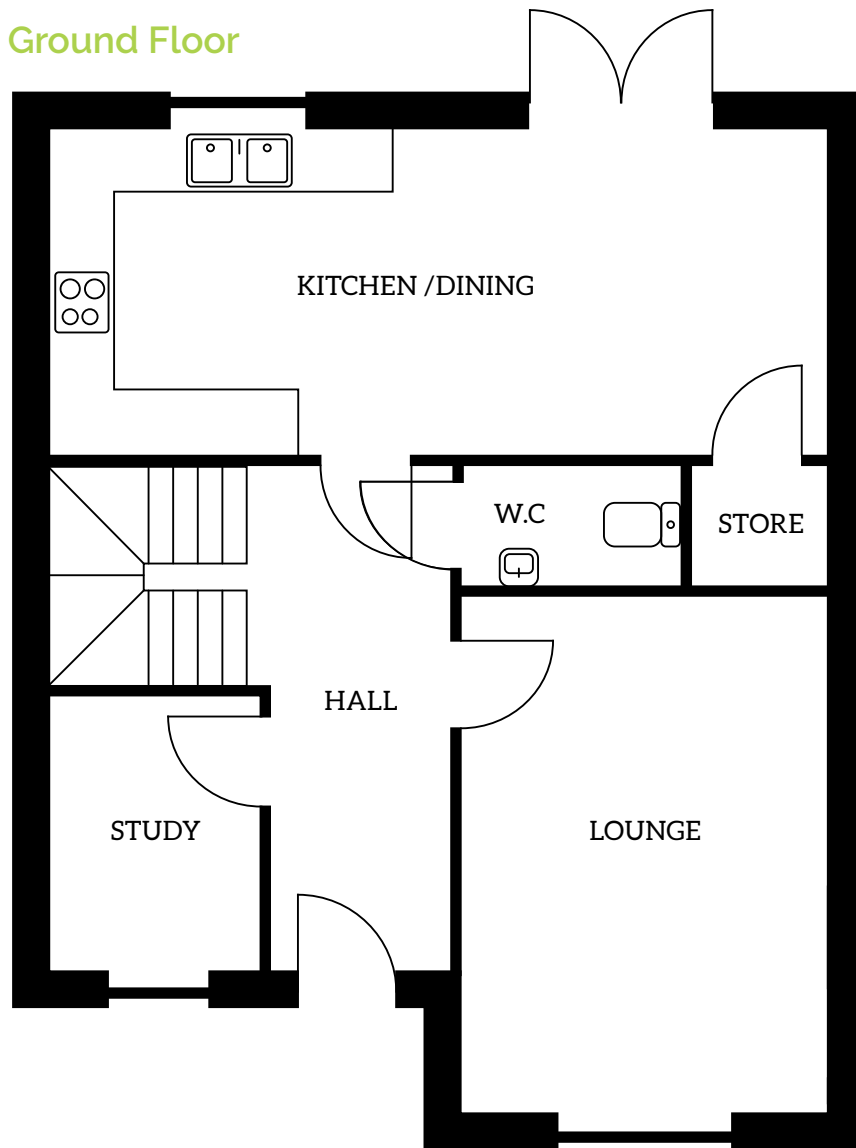 Ground Floor
KITCHEN /DINING
W.C
STORE
HALL
STUDY
LOUNGE